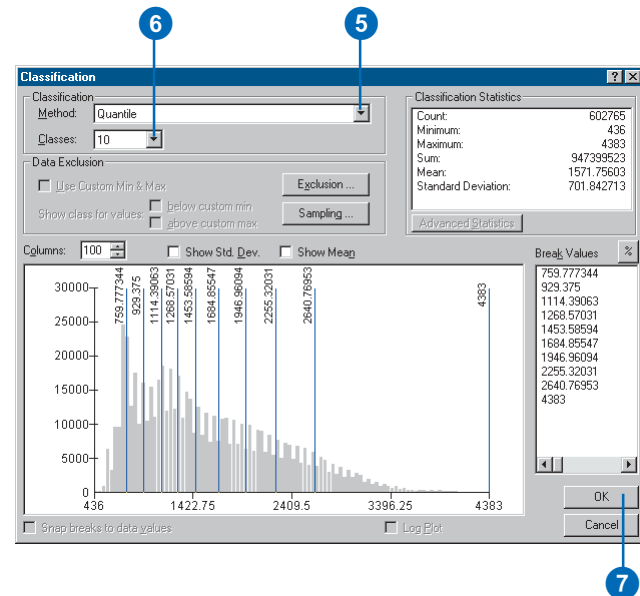 6 5
Classification
Classification
Method: Quantile
Classes: 10
Classification Statistics
Count: 602765
Minimum: 436
Maximum: 4383
Sum: 947399523
Mean: 1571.75603
Standard Deviation: 701.842713
Advanced Statistics
Data Exclusion
Use Custom Min & Max
Exclusion ...
Show class for values:
below custom min
above custom max
Sampling ...
Columns: 100
Show Std. Dev.
Show Mean
Break Values
%
759.777344
929.375
1114.39063
1268.57031
1453.58594
1684.85547
1946.96094
2255.32031
2640.76953
4383
30000
25000
20000
15000
10000
5000
0
436 1422.75 2409.5 3396.25 4383
759.777344
929.375
1114.39063
1268.57031
1453.58594
1684.85547
1946.96094
2255.32031
2640.76953
4383
OK
Cancel
Snap breaks to data values
Log Plot
7